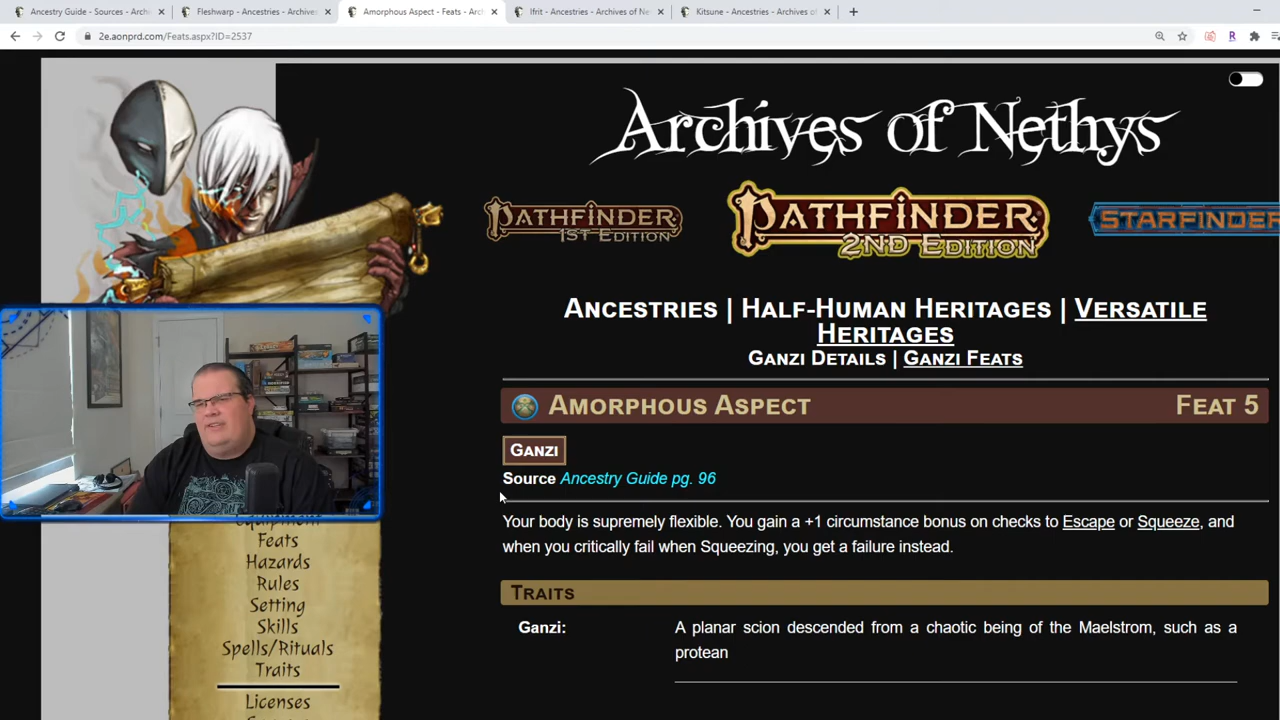 Ancestry Guide - Sources - Archi
Fleshwarp - Ancestries - Archives
Amorphous Aspect - Feats - Arch
Ifrit - Ancestries - Archives of Ne
Kitsune - Ancestries - Archives of
2e.aonprd.com/Feats.aspx?ID=2537
Archives of Nethys
PATHFINDER 1ST EDITION
PATHFINDER 2ND EDITION
STARFINDER
Ancestries | Half-Human Heritages | Versatile
Heritages
Ganzi Details | Ganzi Feats
Amorphous Aspect Feat 5
Ganzi
Source Ancestry Guide pg. 96
Your body is supremely flexible. You gain a +1 circumstance bonus on checks to Escape or Squeeze, and
when you critically fail when Squeezing, you get a failure instead.
Traits
Ganzi: A planar scion descended from a chaotic being of the Maelstrom, such as a
protean
Equipment
Feats
Hazards
Rules
Setting
Skills
Spells/Rituals
Traits
Licenses